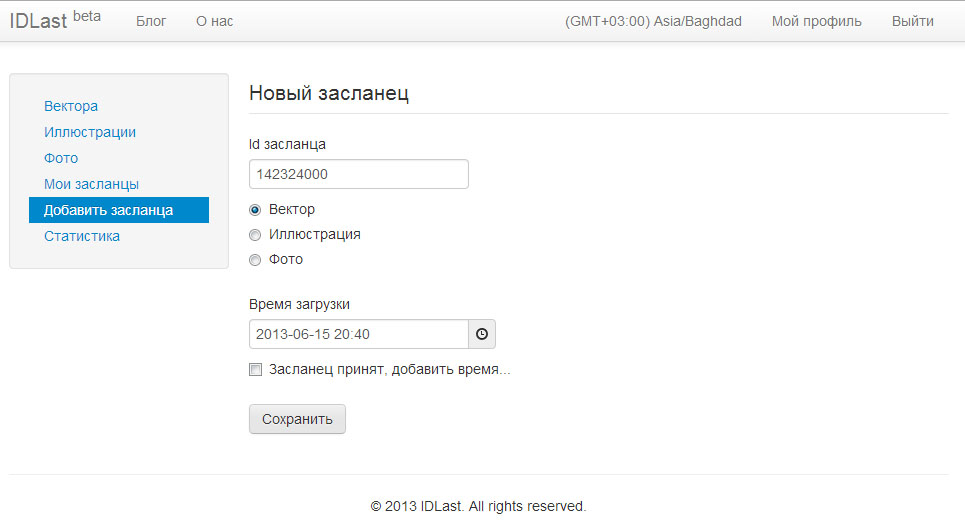 IDLast beta Блог О нас (GMT+03:00) Asia/Baghdad Мой профиль Выйти
Вектора
Иллюстрации
Фото
Мои засланцы
Добавить засланца
Статистика
Новый засланец
Id засланца
142324000
Вектор
Иллюстрация
Фото
Время загрузки
2013-06-15 20:40
Засланец принят, добавить время...
Сохранить
© 2013 IDLast. All rights reserved.